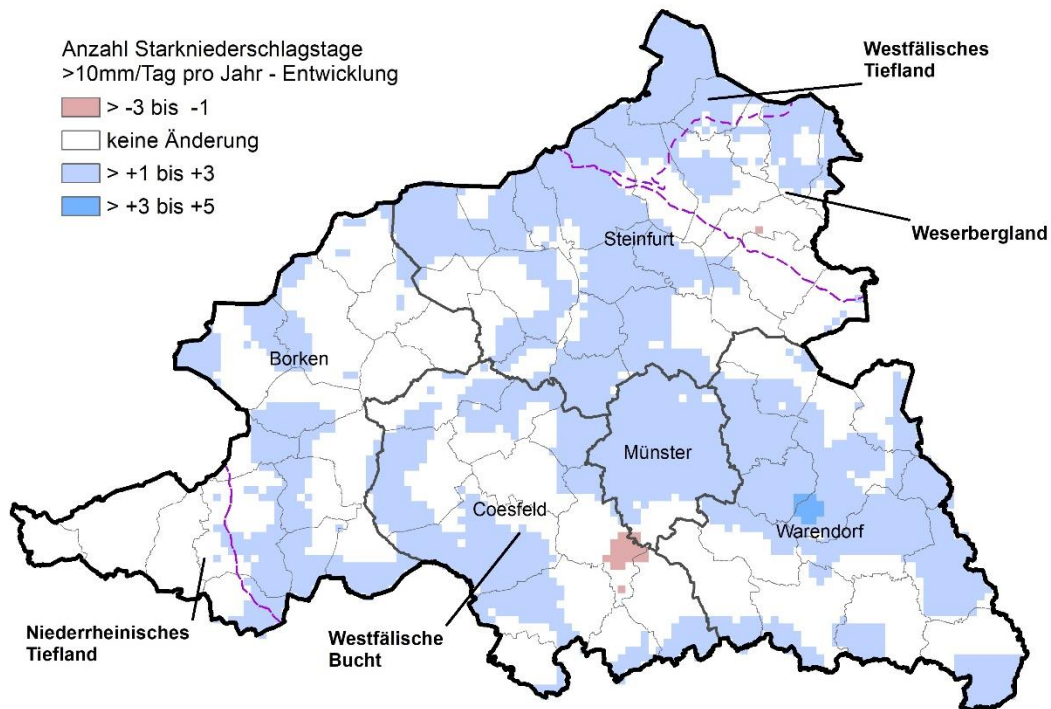 Anzahl Starkniederschlagstage
>10mm/Tag pro Jahr - Entwicklung
> -3 bis -1
keine Änderung
> +1 bis +3
> +3 bis +5
Westfälisches
Tiefland
Weserbergland
Steinfurt
Borken
Münster
Coesfeld
Warendorf
Niederrheinisches
Tiefland
Westfälische
Bucht